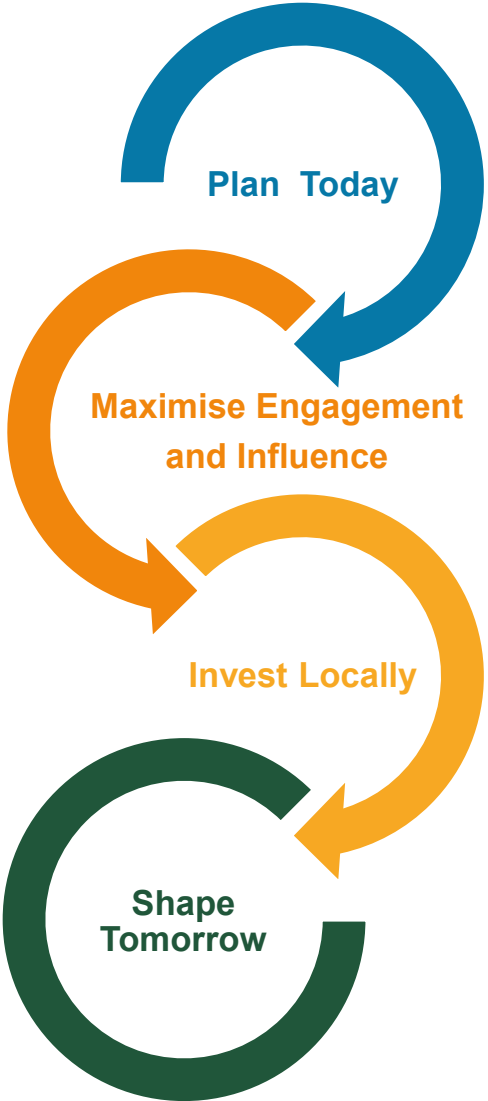 Plan Today
Maximise Engagement
and Influence
Invest Locally
Shape
Tomorrow